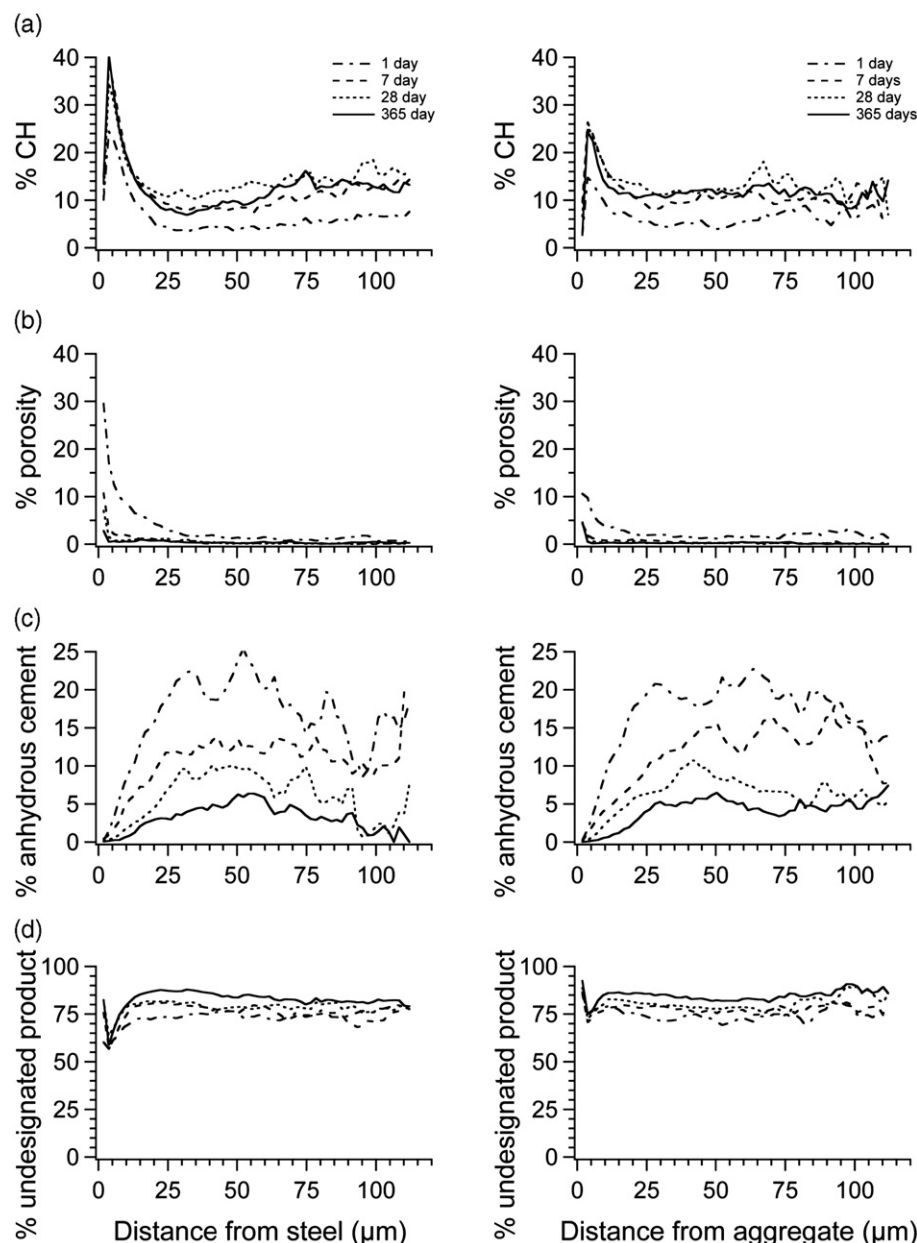 (a)
40
30
20
10
0
% CH
1 day
7 day
28 day
365 day
0 25 50 75 100
40
30
20
10
0
% CH
1 day
7 days
28 day
365 days
0 25 50 75 100
(b)
40
30
20
10
0
% porosity
0 25 50 75 100
40
30
20
10
0
% porosity
0 25 50 75 100
(c)
25
20
15
10
5
0
% anhydrous cement
0 25 50 75 100
25
20
15
10
5
0
% anhydrous cement
0 25 50 75 100
(d)
100
75
50
25
0
% undesignated product
0 25 50 75 100
Distance from steel (µm)
100
75
50
25
0
% undesignated product
0 25 50 75 100
Distance from aggregate (µm)